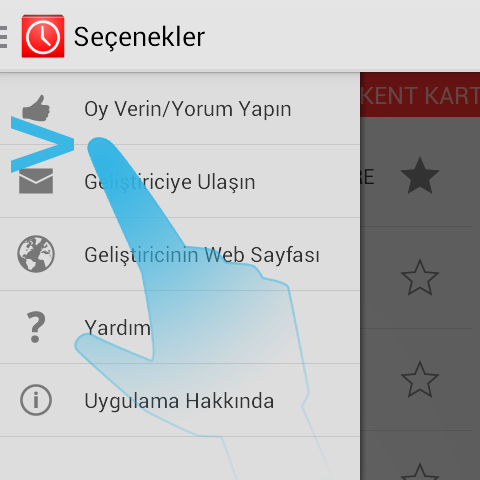 Seçenekler
KENT KART
Oy Verin/Yorum Yapın
RE
Geliştiriciye Ulaşın
Geliştiricinin Web Sayfası
Yardım
Uygulama Hakkında